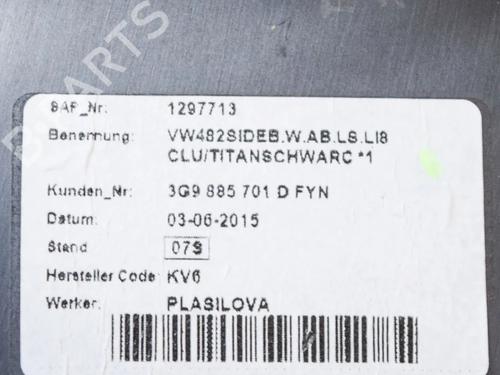 SAP_Nr: 1297713
Benennung: VW482SIDEB.W.AB.LS.LI8
CLU/TITANSCHWARC *1
Kunden_Nr: 3G9 885 701 D FYN
Datum: 03-06-2015
Stand 079
Hersteller Code: KV6
Werker: PLASILOVA